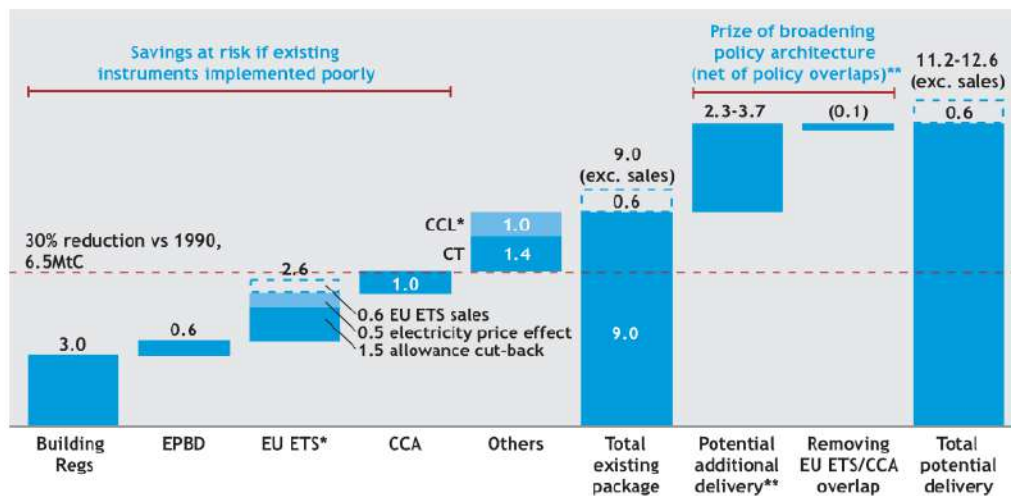 Savings at risk if existing
instruments implemented poorly
Prize of broadening
policy architecture
(net of policy overlaps)**
11.2-12.6
(exc. sales)
2.3-3.7
(0.1)
0.6
9.0
(exc. sales)
0.6
CCL*
1.0
CT
1.4
30% reduction vs 1990,
6.5MtC
2.6
1.0
0.6 EU ETS sales
0.5 electricity price effect
1.5 allowance cut-back
3.0
0.6
9.0
Building
Regs
EPBD
EU ETS*
CCA
Others
Total
existing
package
Potential
additional
delivery**
Removing
EU ETS/CCA
overlap
Total
potential
delivery